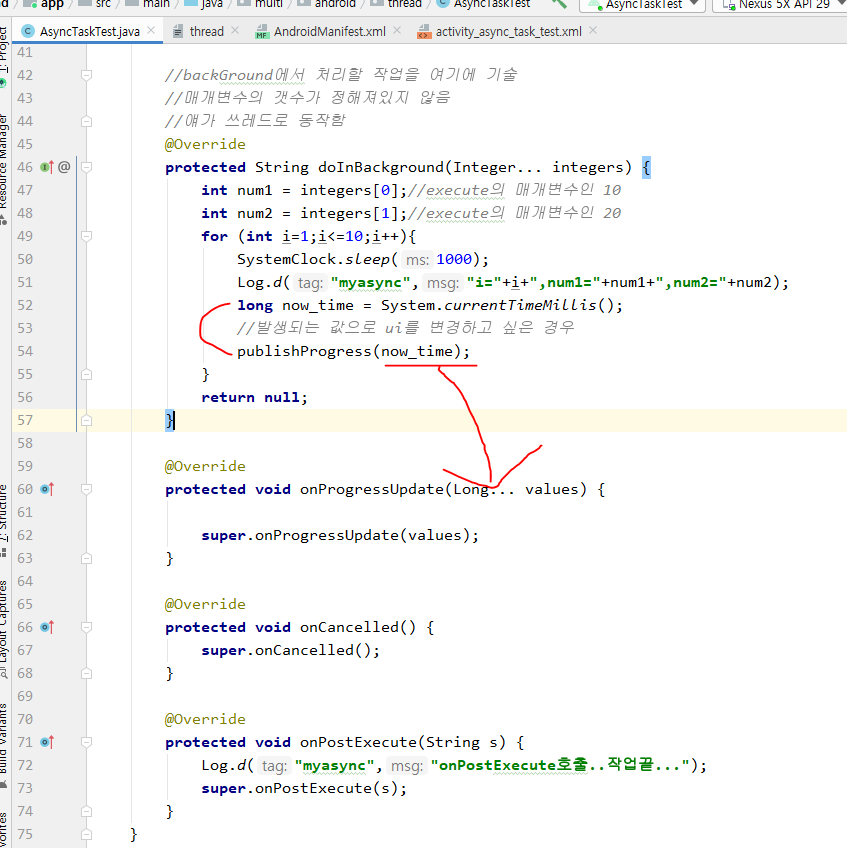 app src main java multi android thread AsyncTaskTest AsyncTaskTest Nexus 5X API 29
AsyncTaskTest.java thread AndroidManifest.xml activity_async_task_test.xml
1: Project
Resource Manager
7: Structure
Layout Captures
Build Variants
41
42 //backGround에서 처리할 작업을 여기에 기술
43 //매개변수의 갯수가 정해져있지 않음
44 //얘가 쓰레드로 동작함
45 @Override
46 protected String doInBackground(Integer... integers) {
47 int num1 = integers[0];//execute의 매개변수인 10
48 int num2 = integers[1];//execute의 매개변수인 20
49 for (int i=1;i<=10;i++){
50 SystemClock.sleep( ms: 1000);
51 Log.d( tag: "myasync", msg: "i="+i+",num1="+num1+",num2="+num2);
52 long now_time = System.currentTimeMillis();
53 //발생되는 값으로 ui를 변경하고 싶은 경우
54 publishProgress(now_time);
55 }
56 return null;
57 }
58
59 @Override
60 protected void onProgressUpdate(Long... values) {
61
62 super.onProgressUpdate(values);
63 }
64
65 @Override
66 protected void onCancelled() {
67 super.onCancelled();
68 }
69
70 @Override
71 protected void onPostExecute(String s) {
72 Log.d( tag: "myasync", msg: "onPostExecute호출..작업끝...");
73 super.onPostExecute(s);
74 }
75 }